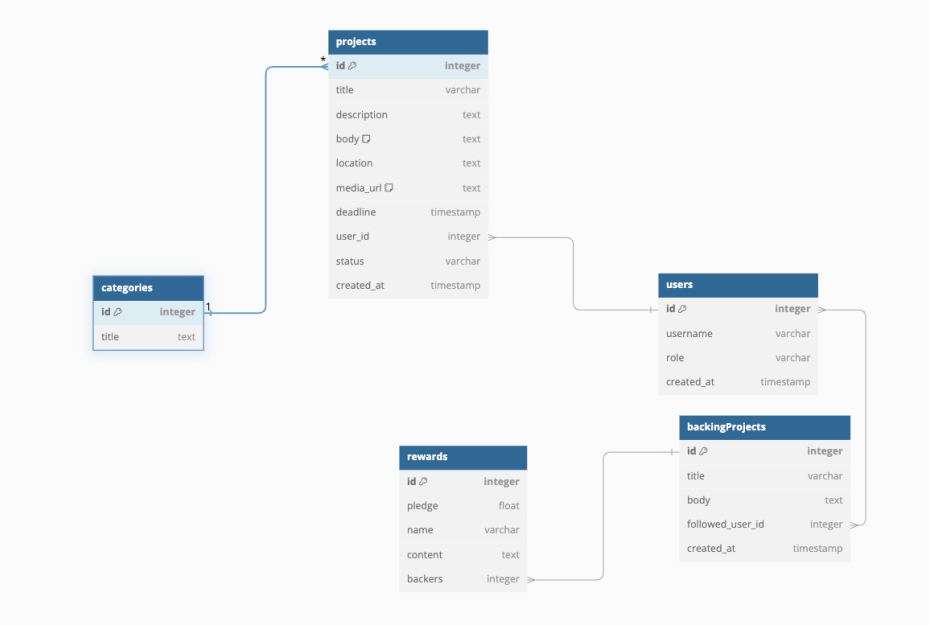 projects
*
id integer
title varchar
description text
body text
location text
media_url text
deadline timestamp
user_id integer
status varchar
created_at timestamp
categories
id integer
1
title text
users
id integer
username varchar
role varchar
created_at timestamp
backingProjects
id integer
title varchar
body text
followed_user_id integer
created_at timestamp
rewards
id integer
pledge float
name varchar
content text
backers integer